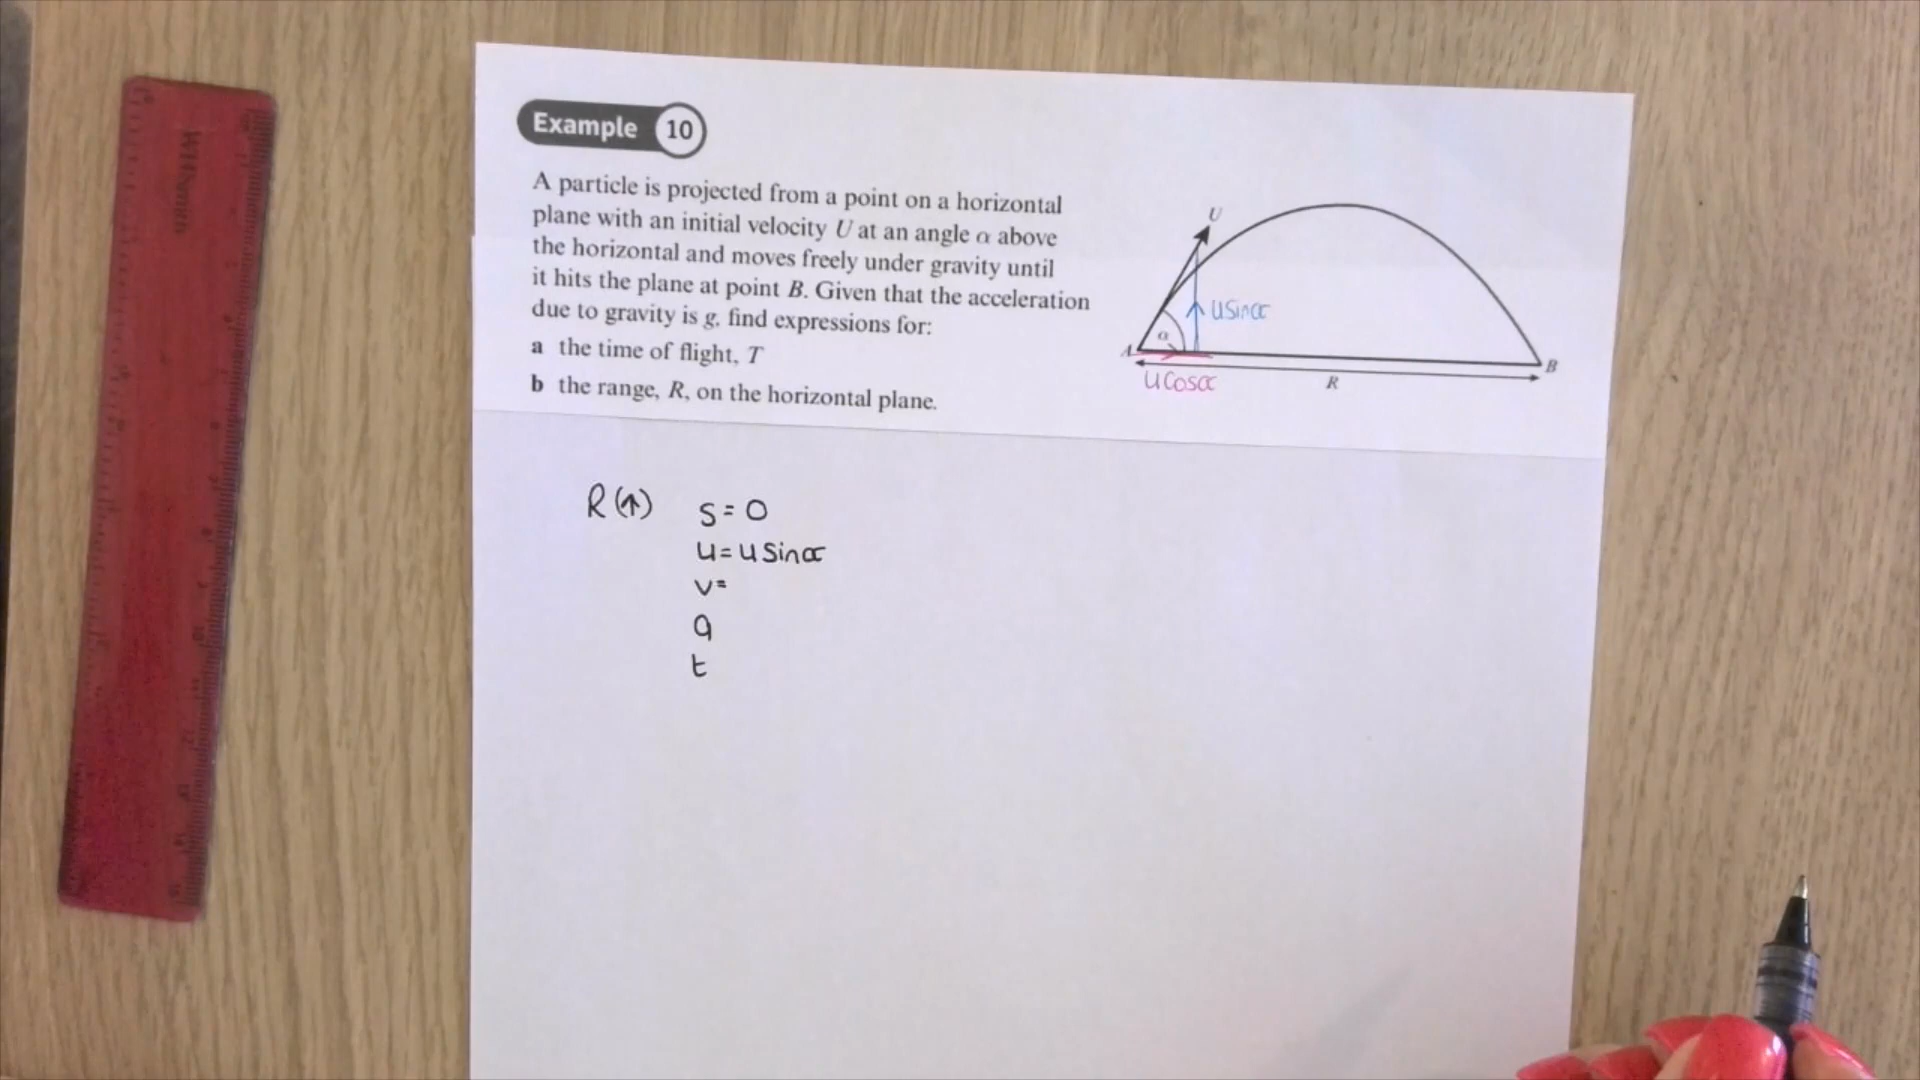 Example 10
A particle is projected from a point on a horizontal
plane with an initial velocity U at an angle α above
the horizontal and moves freely under gravity until
it hits the plane at point B. Given that the acceleration
due to gravity is g, find expressions for:
a the time of flight, T
b the range, R, on the horizontal plane.
U
usinα
α
A
B
ucosα
R
R(↑) s = 0
u = u sinα
v =
a
t